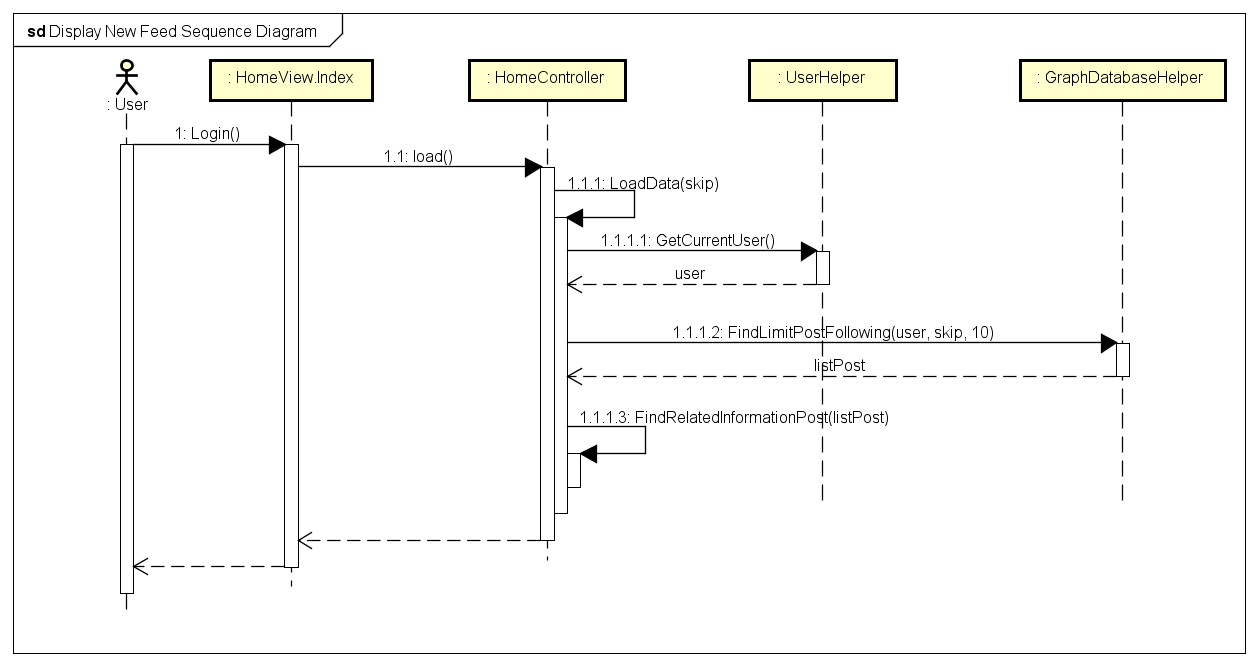 sd Display New Feed Sequence Diagram
: User
: HomeView.Index
: HomeController
: UserHelper
: GraphDatabaseHelper
1: Login()
1.1: load()
1.1.1: LoadData(skip)
1.1.1.1: GetCurrentUser()
user
1.1.1.2: FindLimitPostFollowing(user, skip, 10)
listPost
1.1.1.3: FindRelatedInformationPost(listPost)